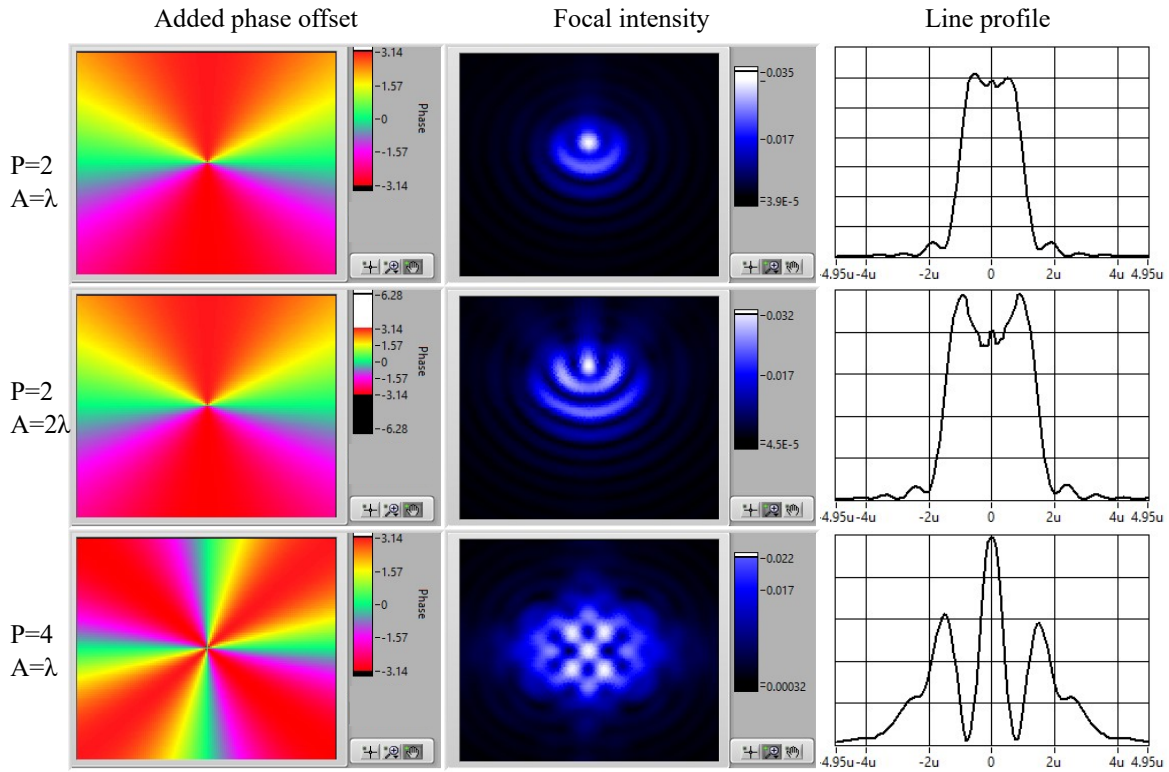 Added phase offset
Focal intensity
Line profile
P=2
A=λ
3.14
1.57
0
-1.57
-3.14
Phase
0.035
0.017
3.9E-5
4.95u
-4u
-2u
0
2u
4u
4.95u
P=2
A=2λ
6.28
3.14
1.57
0
-1.57
-3.14
-6.28
Phase
0.032
0.017
4.5E-5
4.95u
-4u
-2u
0
2u
4u
4.95u
P=4
A=λ
3.14
1.57
0
-1.57
-3.14
Phase
0.022
0.017
0.00032
4.95u
-4u
-2u
0
2u
4u
4.95u